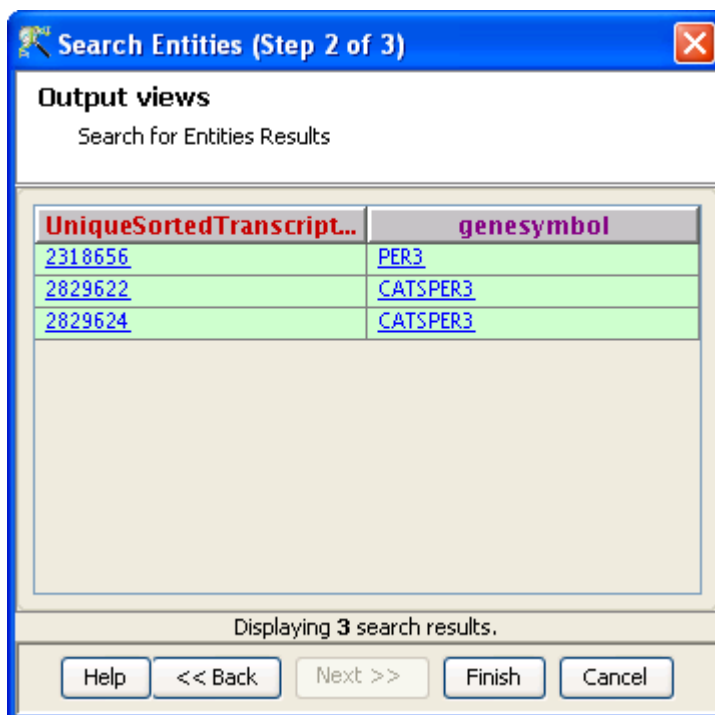 Search Entities (Step 2 of 3)
Output views
Search for Entities Results
UniqueSortedTranscript... genesymbol
2318656 PER3
2829622 CATSPER3
2829624 CATSPER3
Displaying 3 search results.
Help << Back Next >> Finish Cancel